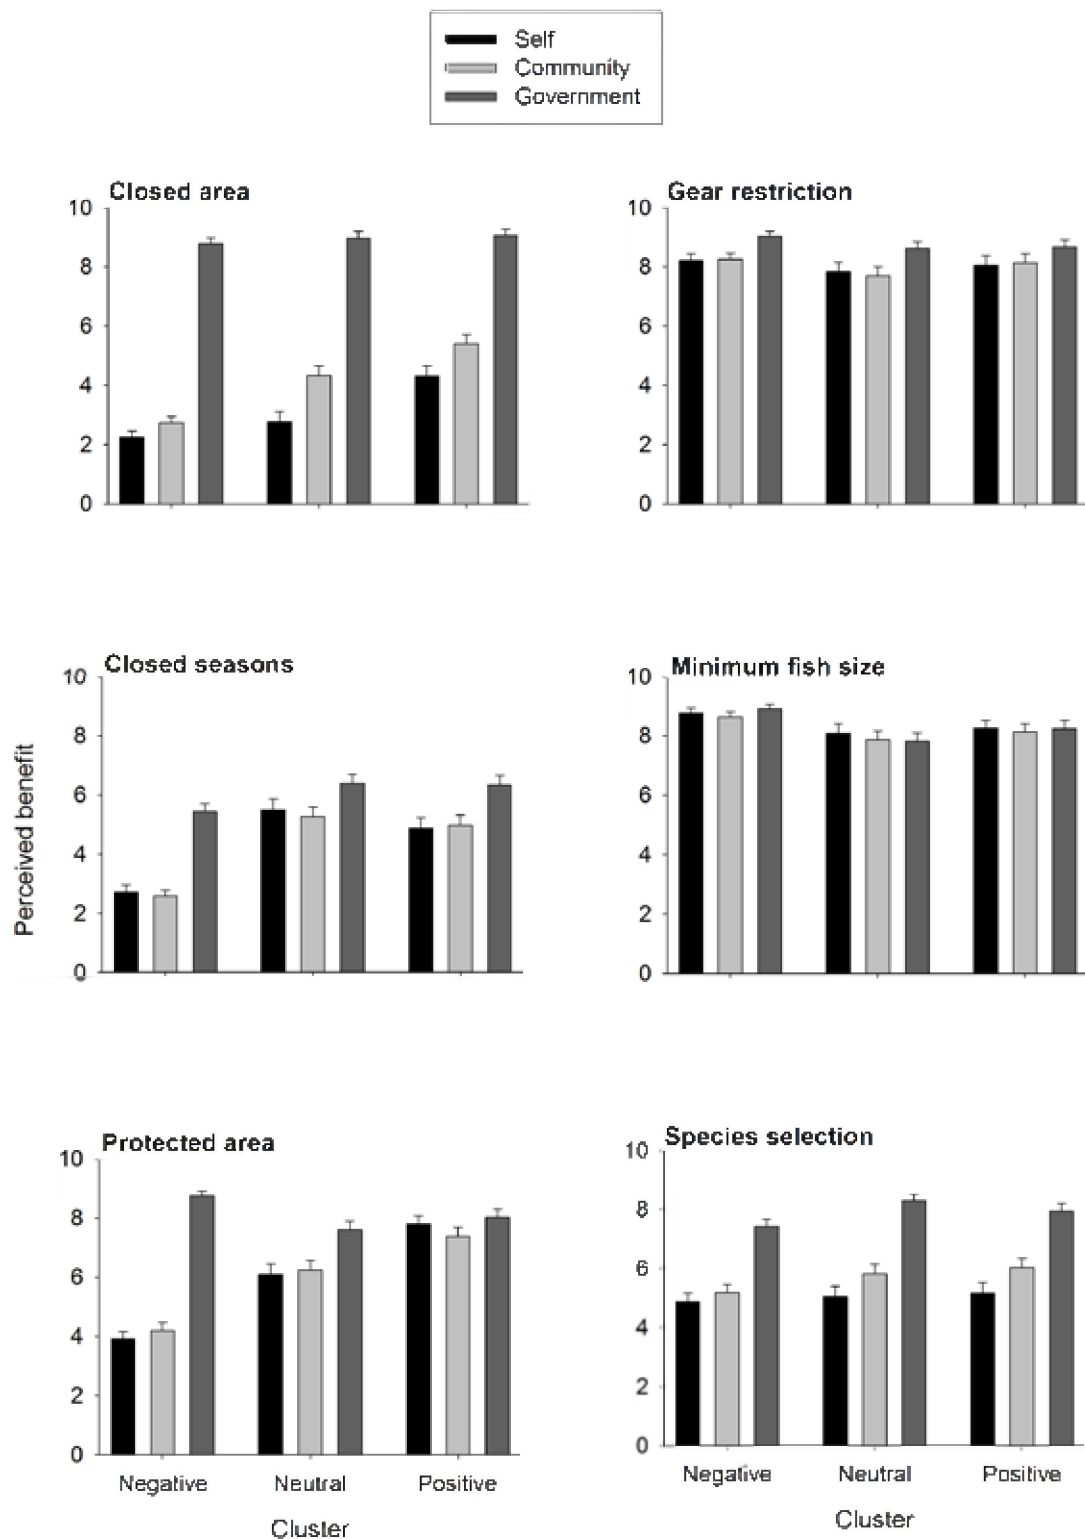 Self
Community
Government
Closed area
10
8
6
4
2
0
Gear restriction
10
8
6
4
2
0
Closed seasons
10
8
6
4
2
0
Minimum fish size
10
8
6
4
2
0
Perceived benefit
Protected area
10
8
6
4
2
0
Negative Neutral Positive
Cluster
Species selection
10
8
6
4
2
0
Negative Neutral Positive
Cluster